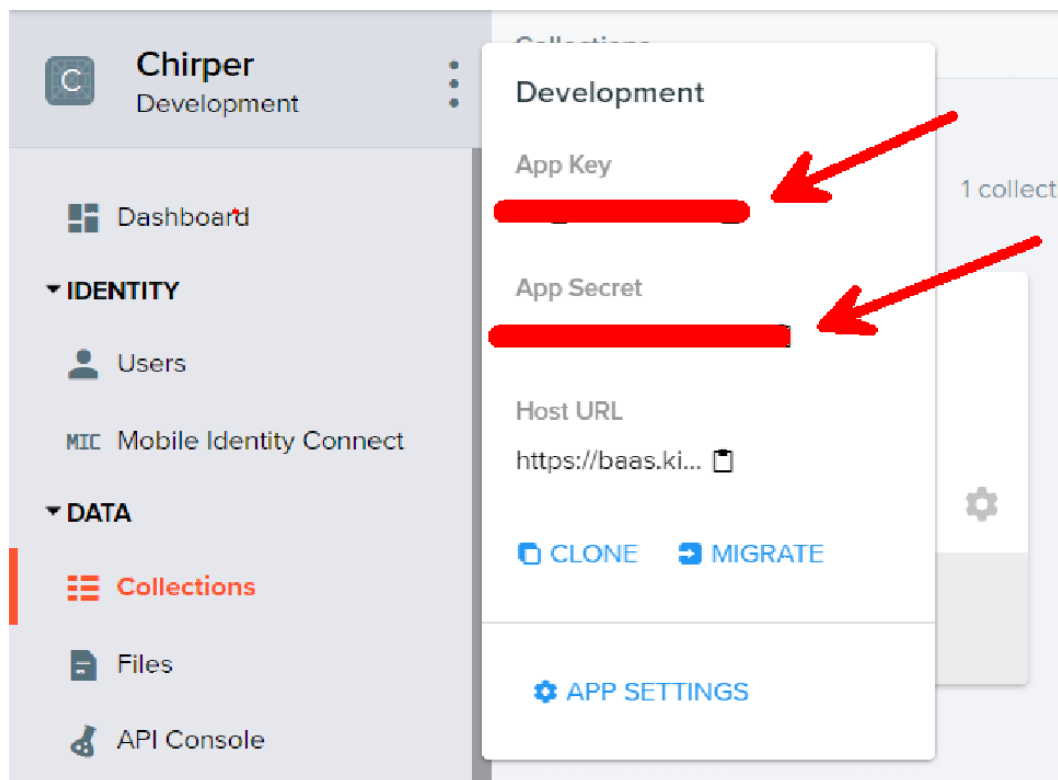 C
Chirper
Development
Dashboard
IDENTITY
Users
MIC Mobile Identity Connect
DATA
Collections
Files
API Console
Development
App Key
App Secret
Host URL
https://baas.ki...
CLONE MIGRATE
APP SETTINGS
1 collect